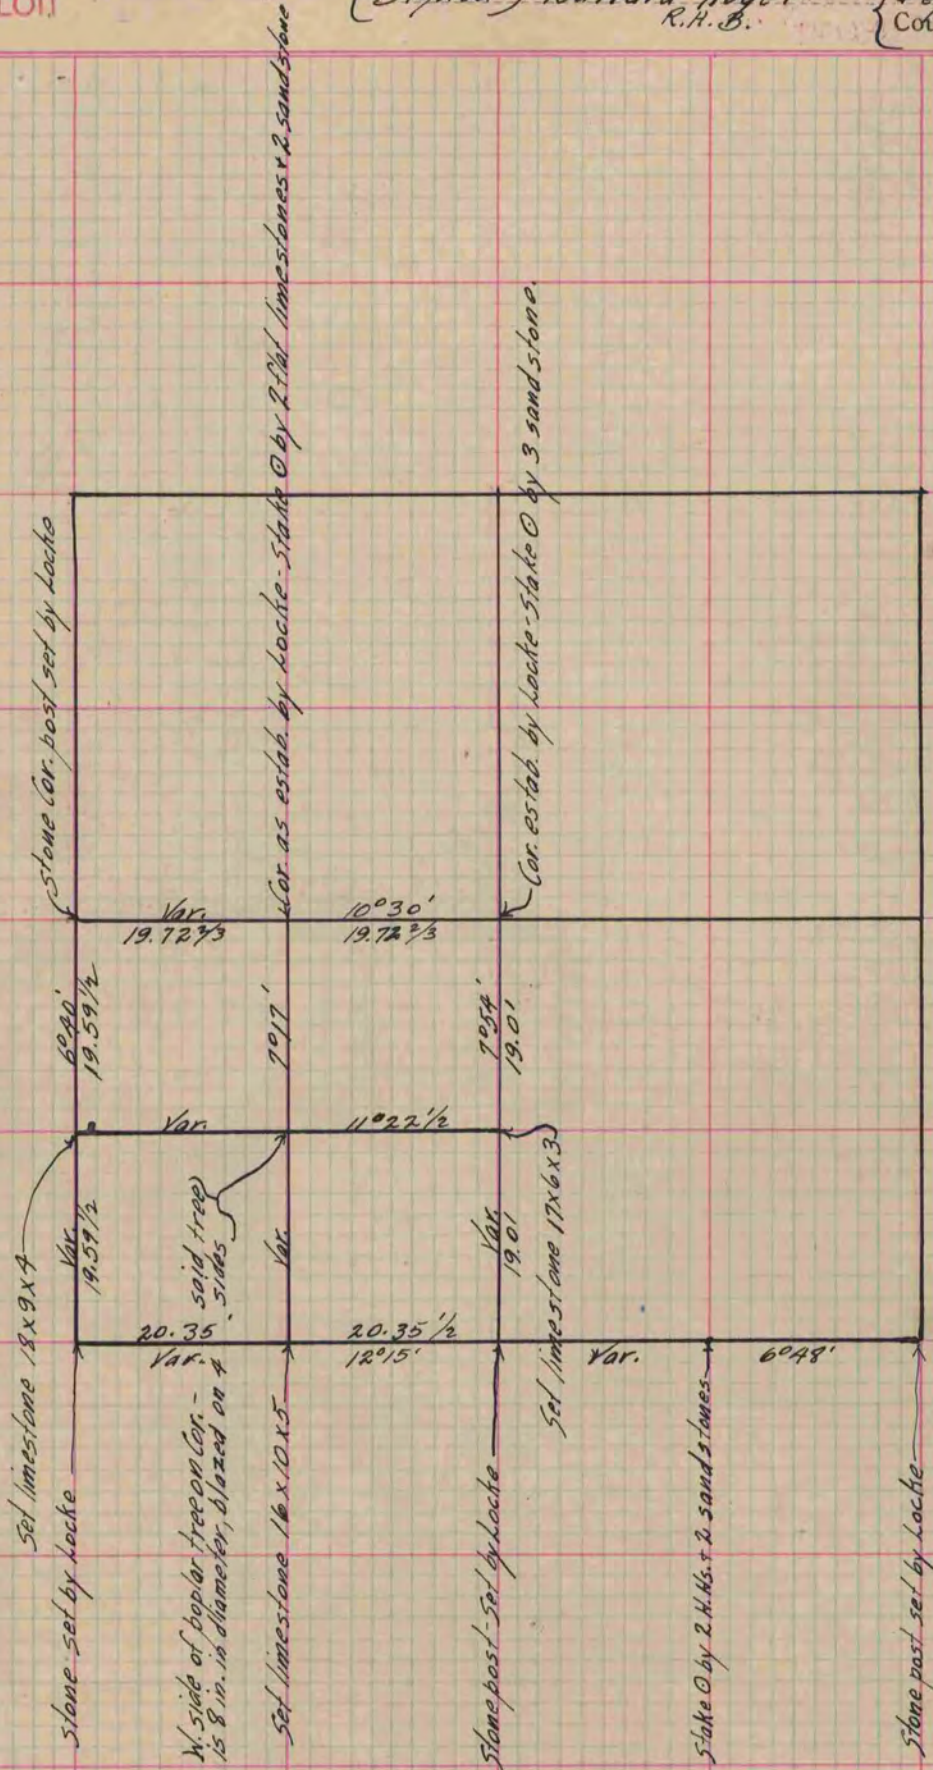 R.H.B.
Cor. as estab. by Locke - Stake O by 2 flat limestones + 2 sandstone
Cor. estab. by Locke - Stake O by 3 sandstone.
Stone Cor. post set by Locke
Var.
10°30'
19.72 2/3
19.72 2/3
6°40'
19.59 1/2
7°17'
7°54'
19.01
Var.
11°22 1/2
Set limestone 18x9x4
Var.
19.59 1/2
said tree
sides
Var.
Var.
19.01
Set limestone 17x6x3
20.35
20.35 1/2
Var.
12°15'
Var.
6°48'
stone set by Locke
W. side of poplar tree on Cor. -
is 8 in. in diameter, blazed on 4
Set limestone 16x10x5
Stone post - Set by Locke
Stake O by 2 H.Hs. + 2 sandstones
Stone post set by Locke